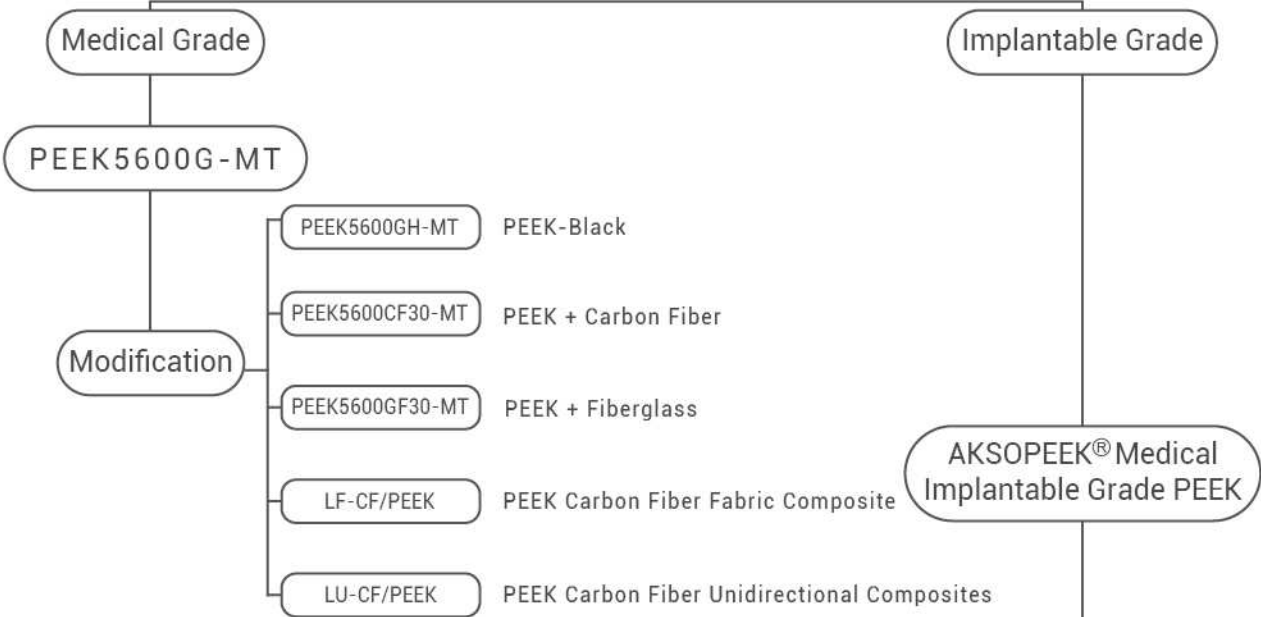 Medical Grade
Implantable Grade
PEEK5600G-MT
PEEK5600GH-MT PEEK-Black
PEEK5600CF30-MT PEEK + Carbon Fiber
Modification
PEEK5600GF30-MT PEEK + Fiberglass
AKSOPEEK® Medical
Implantable Grade PEEK
LF-CF/PEEK PEEK Carbon Fiber Fabric Composite
LU-CF/PEEK PEEK Carbon Fiber Unidirectional Composites